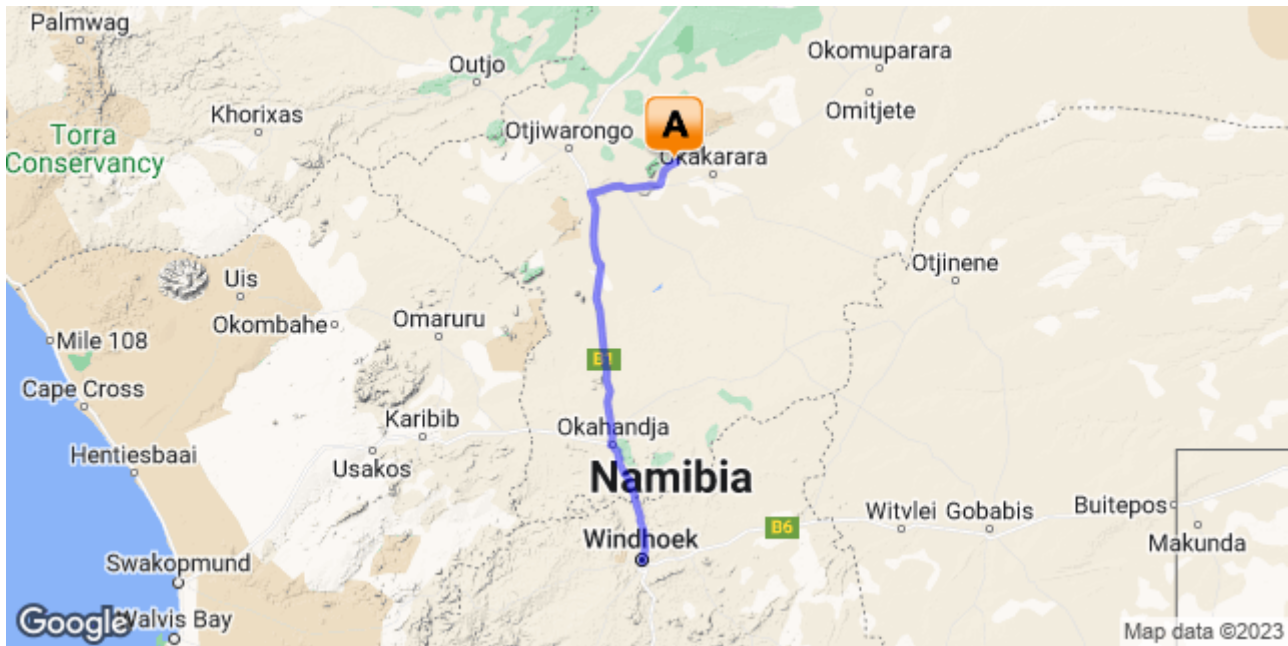 Palmwag
Outjo
Okomuparara
Khorixas
Omitjete
Otjiwarongo
A
Torra
Conservancy
Okakarara
Otjinene
Uis
Okombahe
Omaruru
Mile 108
B1
Cape Cross
Karibib
Okahandja
Hentiesbaai
Usakos
Namibia
Witvlei
Gobabis
Buitepos
B6
Windhoek
Makunda
Swakopmund
Google
Walvis Bay
Map data ©2023